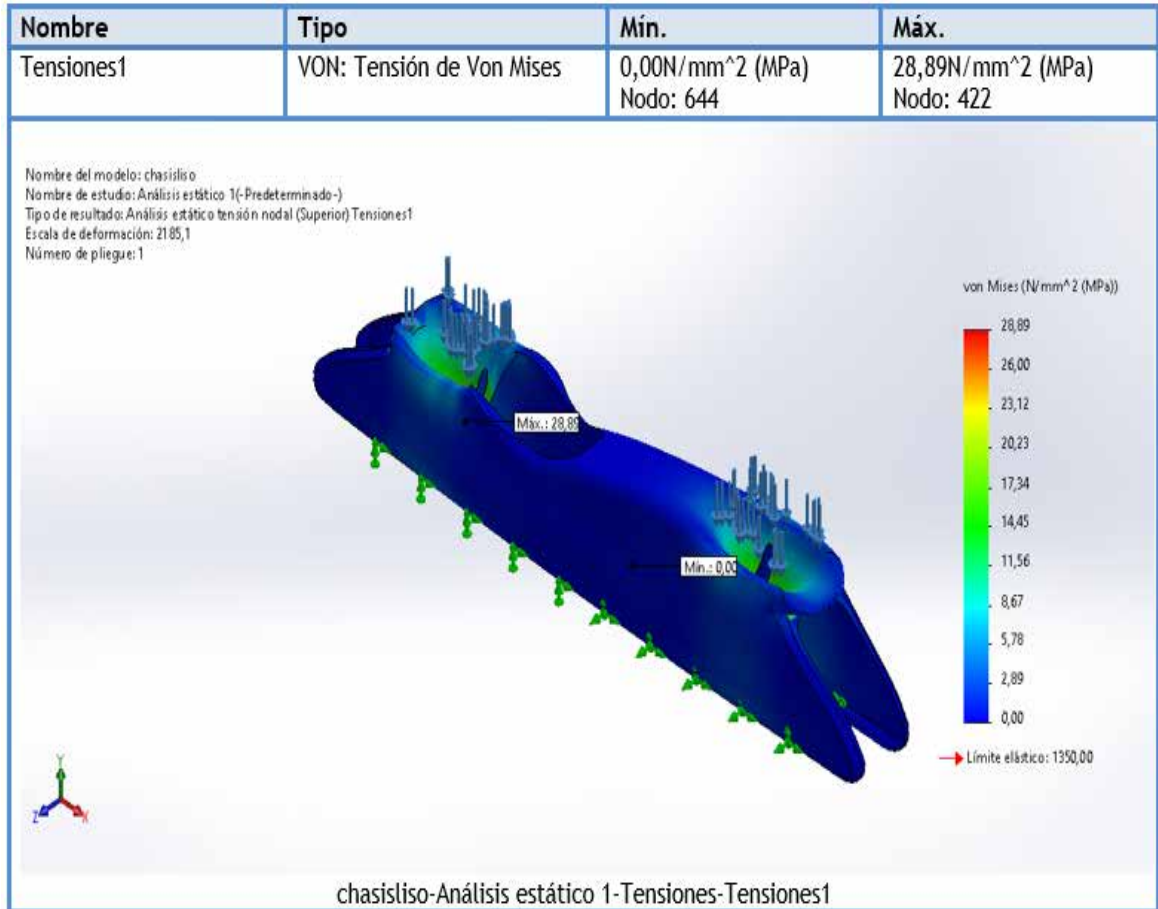 Nombre Tipo Mín. Máx.
Tensiones1 VON: Tensión de Von Mises 0,00N/mm^2 (MPa) 28,89N/mm^2 (MPa)
Nodo: 644 Nodo: 422
Nombre del modelo: chasisliso
Nombre de estudio: Análisis estático 1(-Predeterminado-)
Tipo de resultado: Análisis estático tensión nodal (Superior) Tensiones1
Escala de deformación: 2185,1
Número de pliegue: 1
von Mises (N/mm^2 (MPa))
28,89
26,00
23,12
20,23
17,34
14,45
11,56
8,67
5,78
2,89
0,00
Límite elástico: 1350,00
Máx.: 28,89
Mín.: 0,00
Y
Z
X
chasisliso-Análisis estático 1-Tensiones-Tensiones1